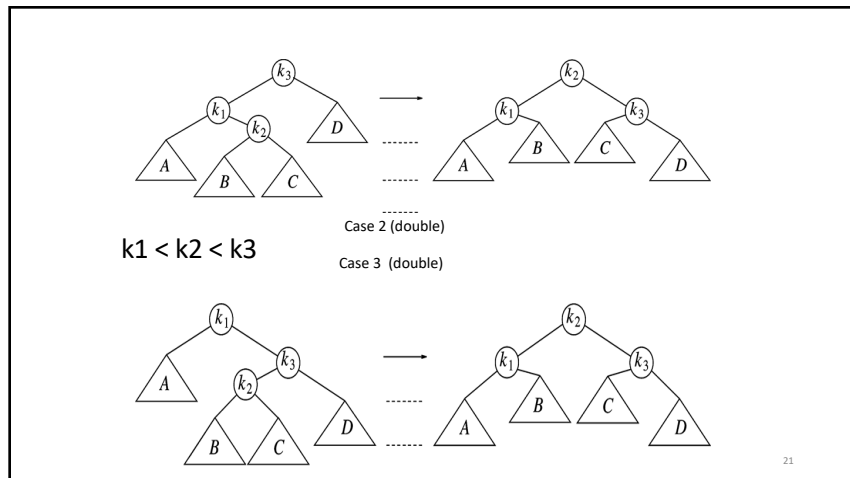 k3
k2
k1
k1
k3
k2
D
A
B
C
A
B
C
D
Case 2 (double)
k1 < k2 < k3
Case 3 (double)
k1
k2
k3
k1
k3
k2
A
B
C
D
A
B
C
D
21